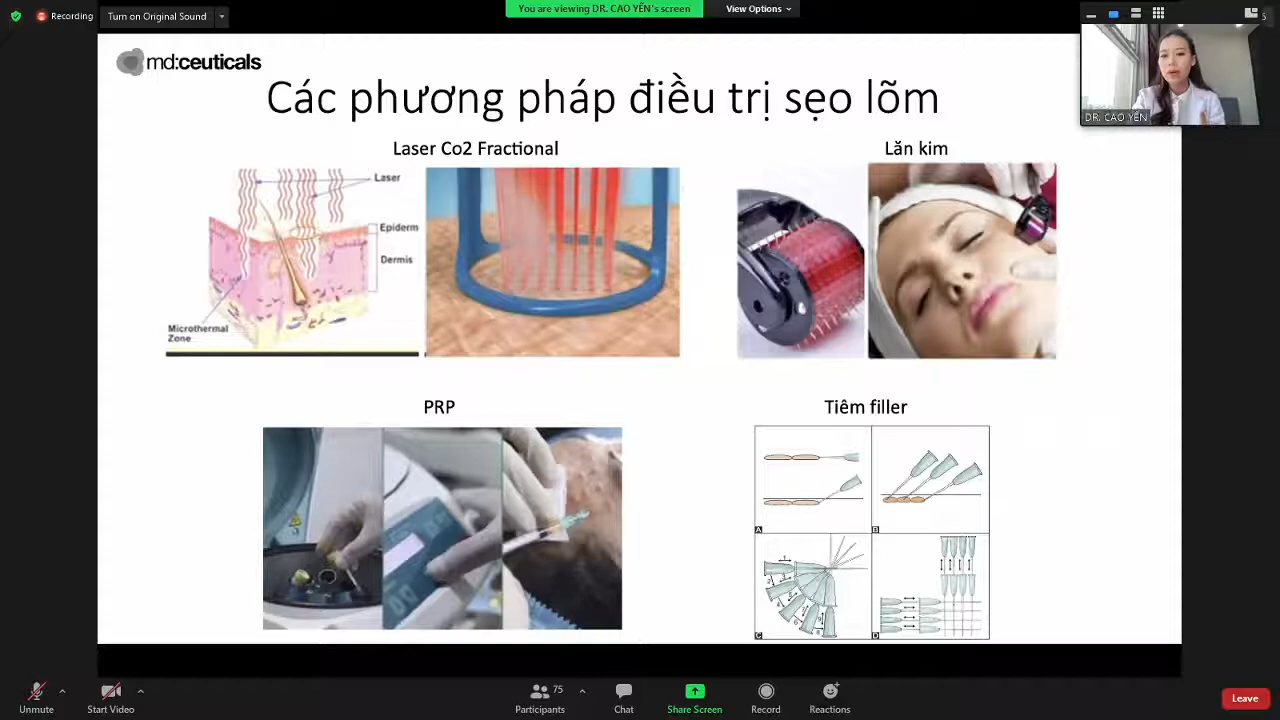 Recording
Turn on Original Sound
You are viewing DR. CAO YẾN's screen
View Options
md:ceuticals
Các phương pháp điều trị sẹo lõm
DR. CAO YẾN
Laser Co2 Fractional
Lăn kim
Laser
Epiderm
Dermis
Microthermal
Zone
PRP
Tiêm filler
A
B
C
D
Unmute
Start Video
75
Participants
Chat
Share Screen
Record
Reactions
Leave